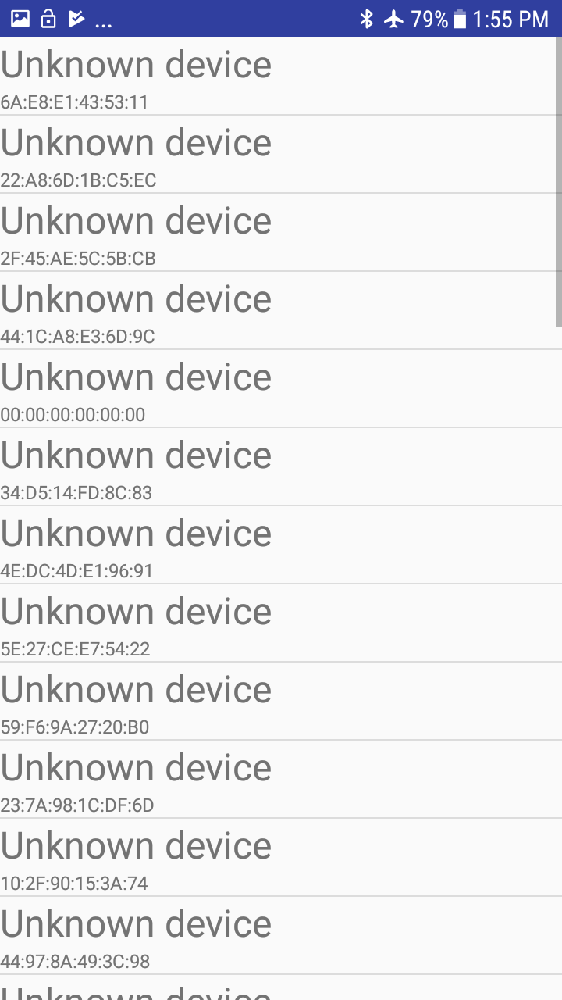 ... 79% 1:55 PM
Unknown device
6A:E8:E1:43:53:11
Unknown device
22:A8:6D:1B:C5:EC
Unknown device
2F:45:AE:5C:5B:CB
Unknown device
44:1C:A8:E3:6D:9C
Unknown device
00:00:00:00:00:00
Unknown device
34:D5:14:FD:8C:83
Unknown device
4E:DC:4D:E1:96:91
Unknown device
5E:27:CE:E7:54:22
Unknown device
59:F6:9A:27:20:B0
Unknown device
23:7A:98:1C:DF:6D
Unknown device
10:2F:90:15:3A:74
Unknown device
44:97:8A:49:3C:98
Unknown device